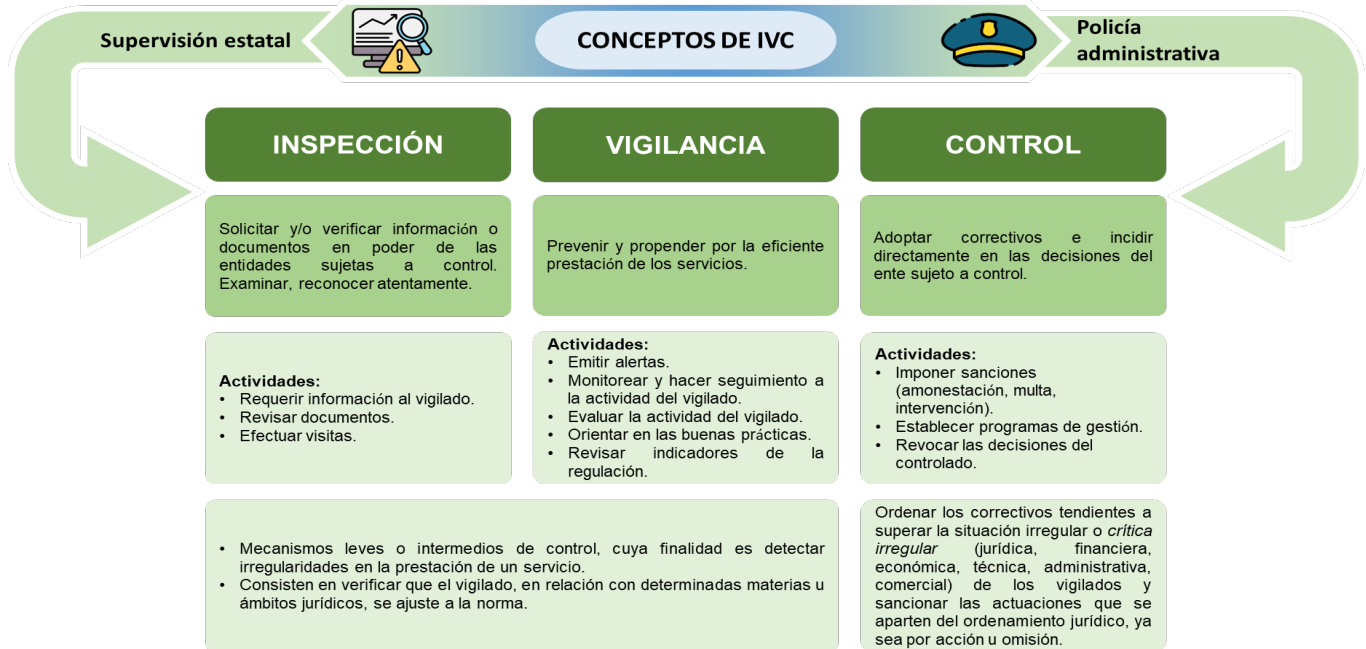 Supervisión estatal
CONCEPTOS DE IVC
Policía
administrativa
INSPECCIÓN
VIGILANCIA
CONTROL
Solicitar y/o verificar información o
documentos en poder de las
entidades sujetas a control.
Examinar, reconocer atentamente.
Prevenir y propender por la eficiente
prestación de los servicios.
Adoptar correctivos e incidir
directamente en las decisiones del
ente sujeto a control.
Actividades:
• Requerir información al vigilado.
• Revisar documentos.
• Efectuar visitas.
Actividades:
• Emitir alertas.
• Monitorear y hacer seguimiento a
la actividad del vigilado.
• Evaluar la actividad del vigilado.
• Orientar en las buenas prácticas.
• Revisar indicadores de la
regulación.
Actividades:
• Imponer sanciones
(amonestación, multa,
intervención).
• Establecer programas de gestión.
• Revocar las decisiones del
controlado.
• Mecanismos leves o intermedios de control, cuya finalidad es detectar
irregularidades en la prestación de un servicio.
• Consisten en verificar que el vigilado, en relación con determinadas materias u
ámbitos jurídicos, se ajuste a la norma.
Ordenar los correctivos tendientes a
superar la situación irregular o crítica
irregular (jurídica, financiera,
económica, técnica, administrativa,
comercial) de los vigilados y
sancionar las actuaciones que se
aparten del ordenamiento jurídico, ya
sea por acción u omisión.